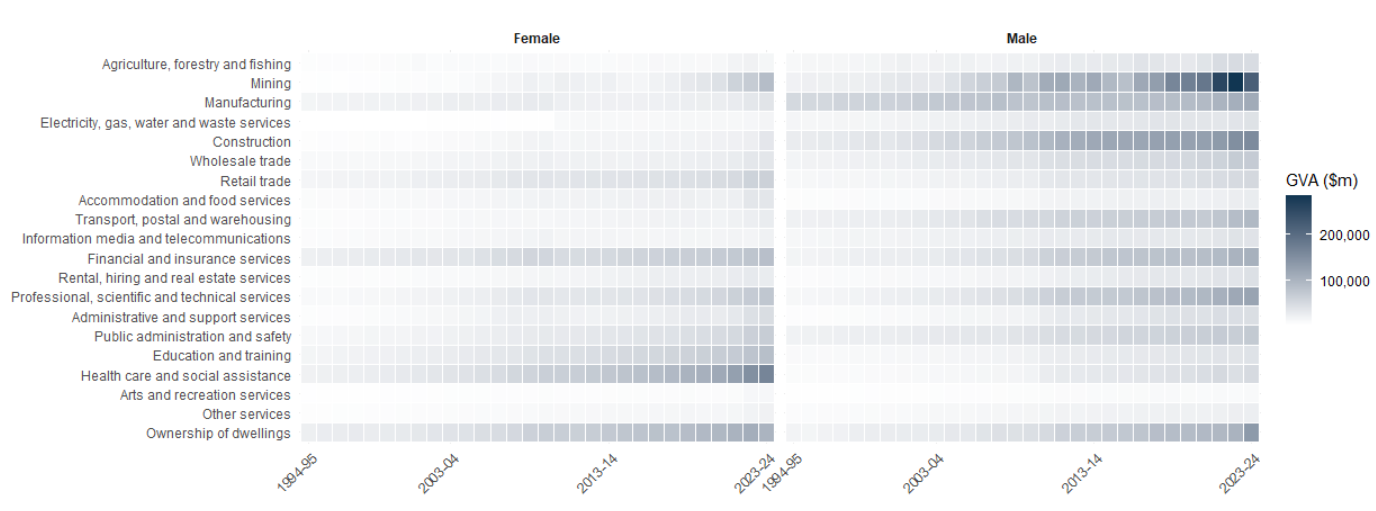 Female
Male
Agriculture, forestry and fishing
Mining
Manufacturing
Electricity, gas, water and waste services
Construction
Wholesale trade
Retail trade
Accommodation and food services
Transport, postal and warehousing
Information media and telecommunications
Financial and insurance services
Rental, hiring and real estate services
Professional, scientific and technical services
Administrative and support services
Public administration and safety
Education and training
Health care and social assistance
Arts and recreation services
Other services
Ownership of dwellings
GVA ($m)
200,000
100,000
1994-95
2003-04
2013-14
2023-24
1994-95
2003-04
2013-14
2023-24